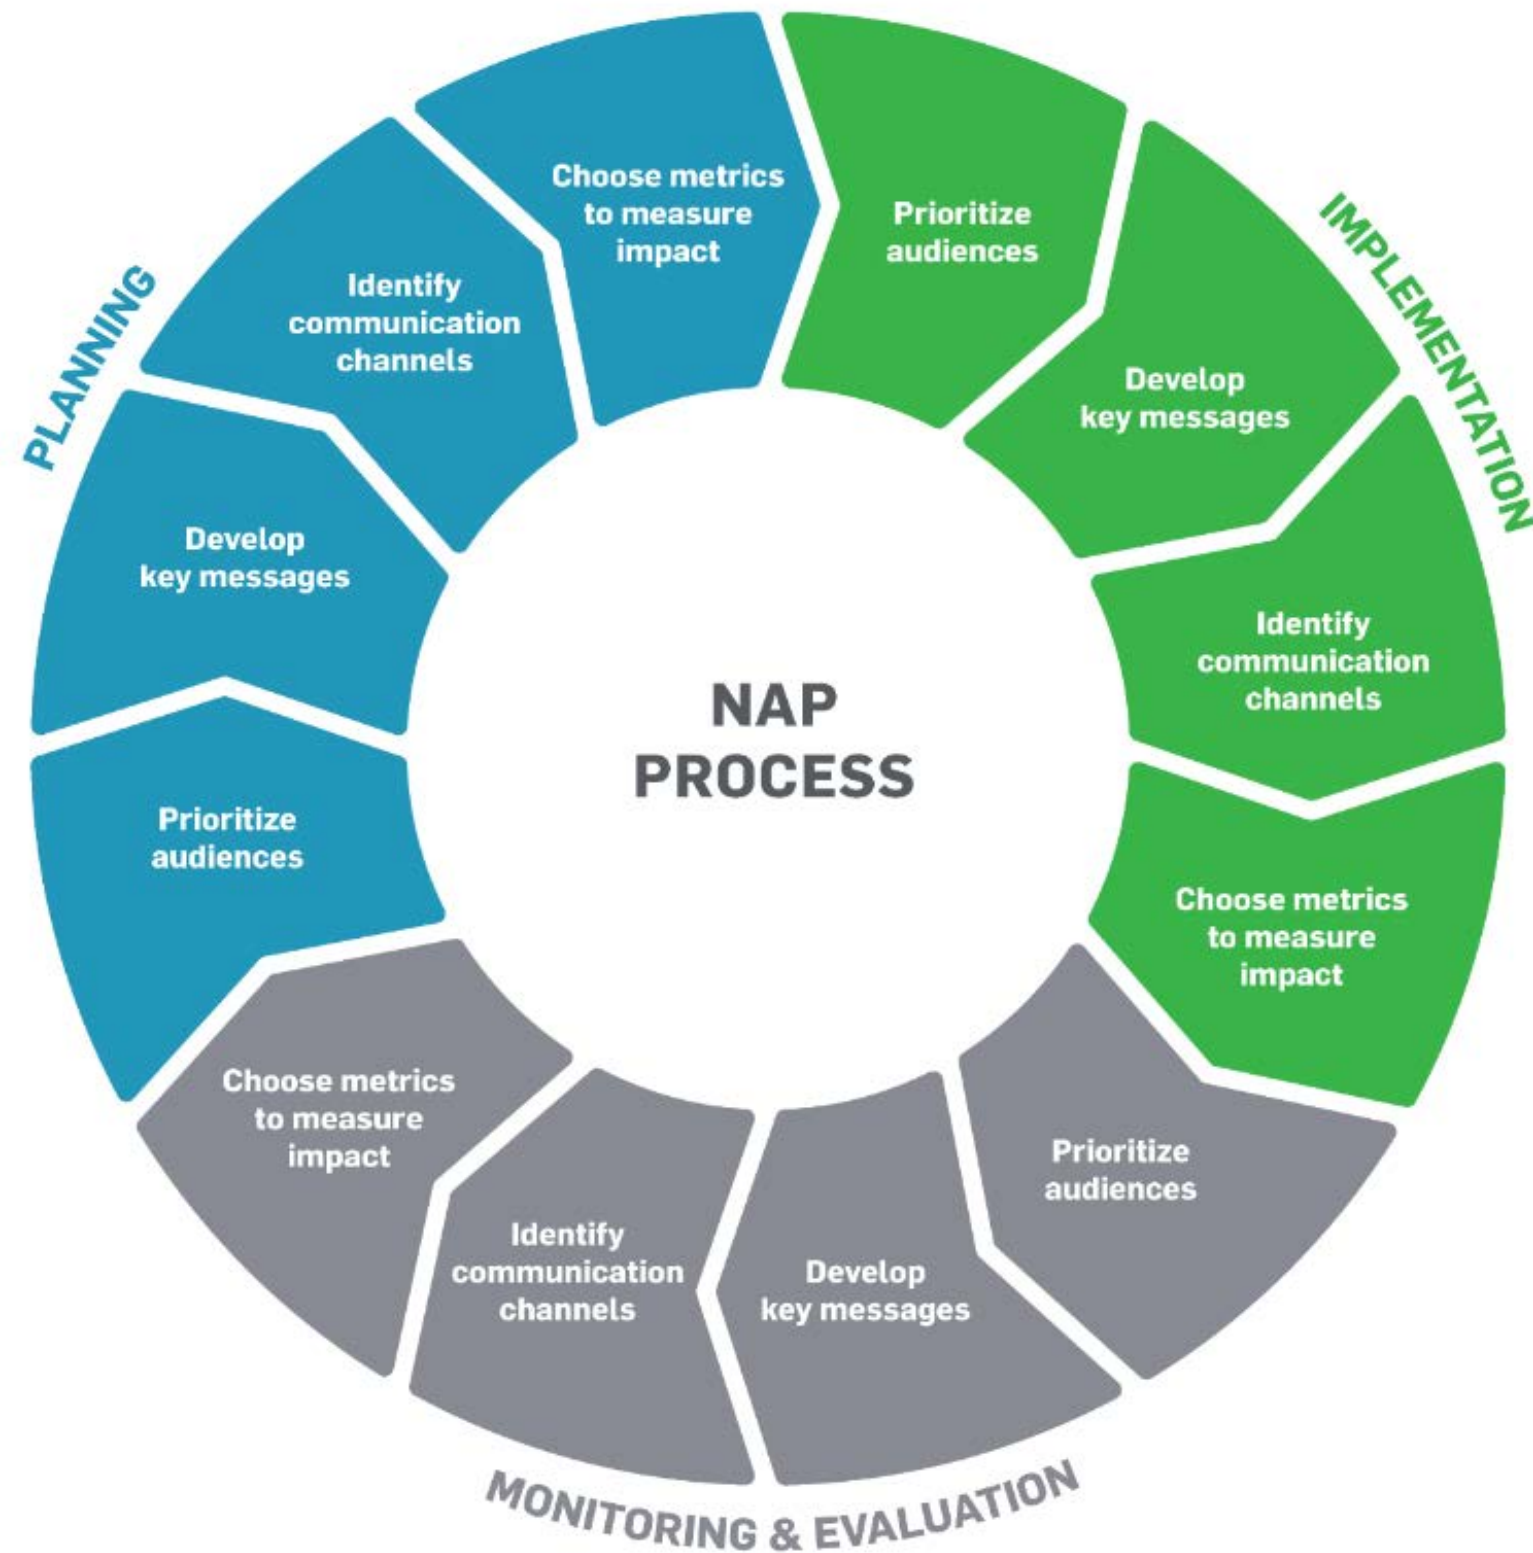 PLANNING
Prioritize
audiences
Develop
key messages
Identify
communication
channels
Choose metrics
to measure
impact
IMPLEMENTATION
Prioritize
audiences
Develop
key messages
Identify
communication
channels
Choose metrics
to measure
impact
MONITORING & EVALUATION
Prioritize
audiences
Develop
key messages
Identify
communication
channels
Choose metrics
to measure
impact
NAP
PROCESS